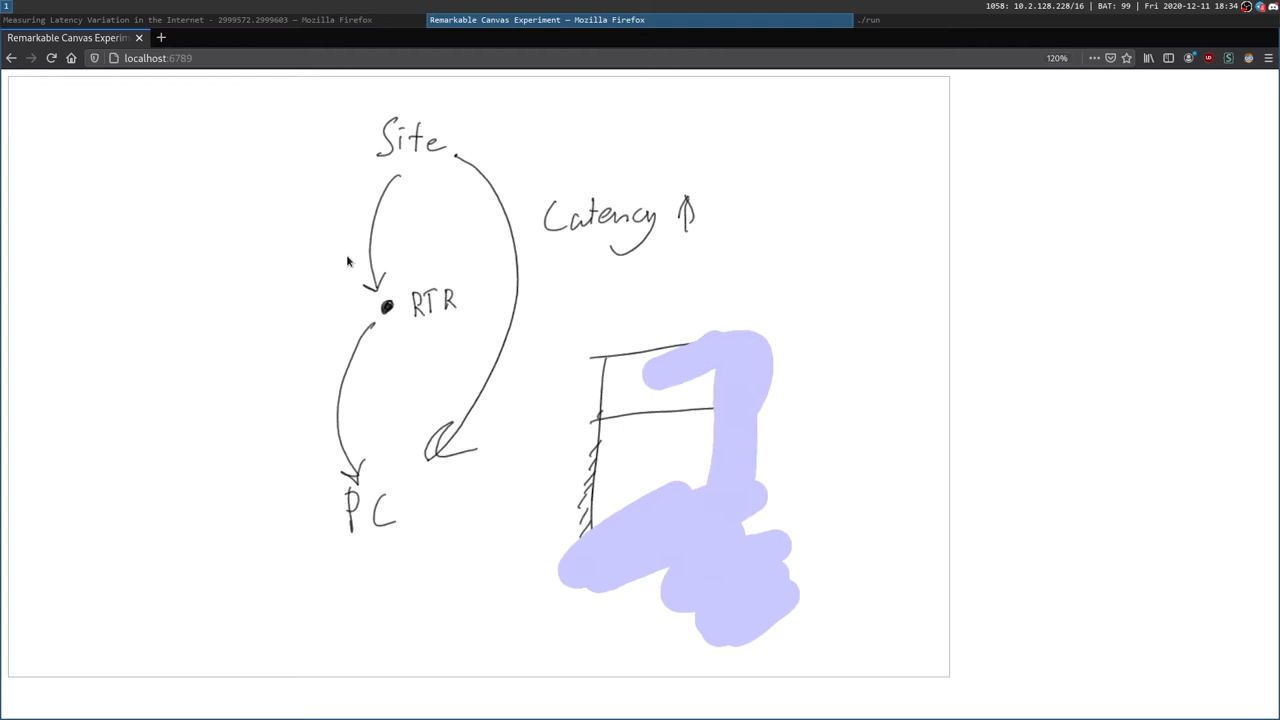 1
1058: 10.2.128.228/16 | BAT: 99 | Fri 2020-12-11 18:34
Measuring Latency Variation in the Internet - 2999572.2999603 — Mozilla Firefox
Remarkable Canvas Experiment — Mozilla Firefox
./run
Remarkable Canvas Experim
localhost:6789
120%
Site
Latency
RTR
PC